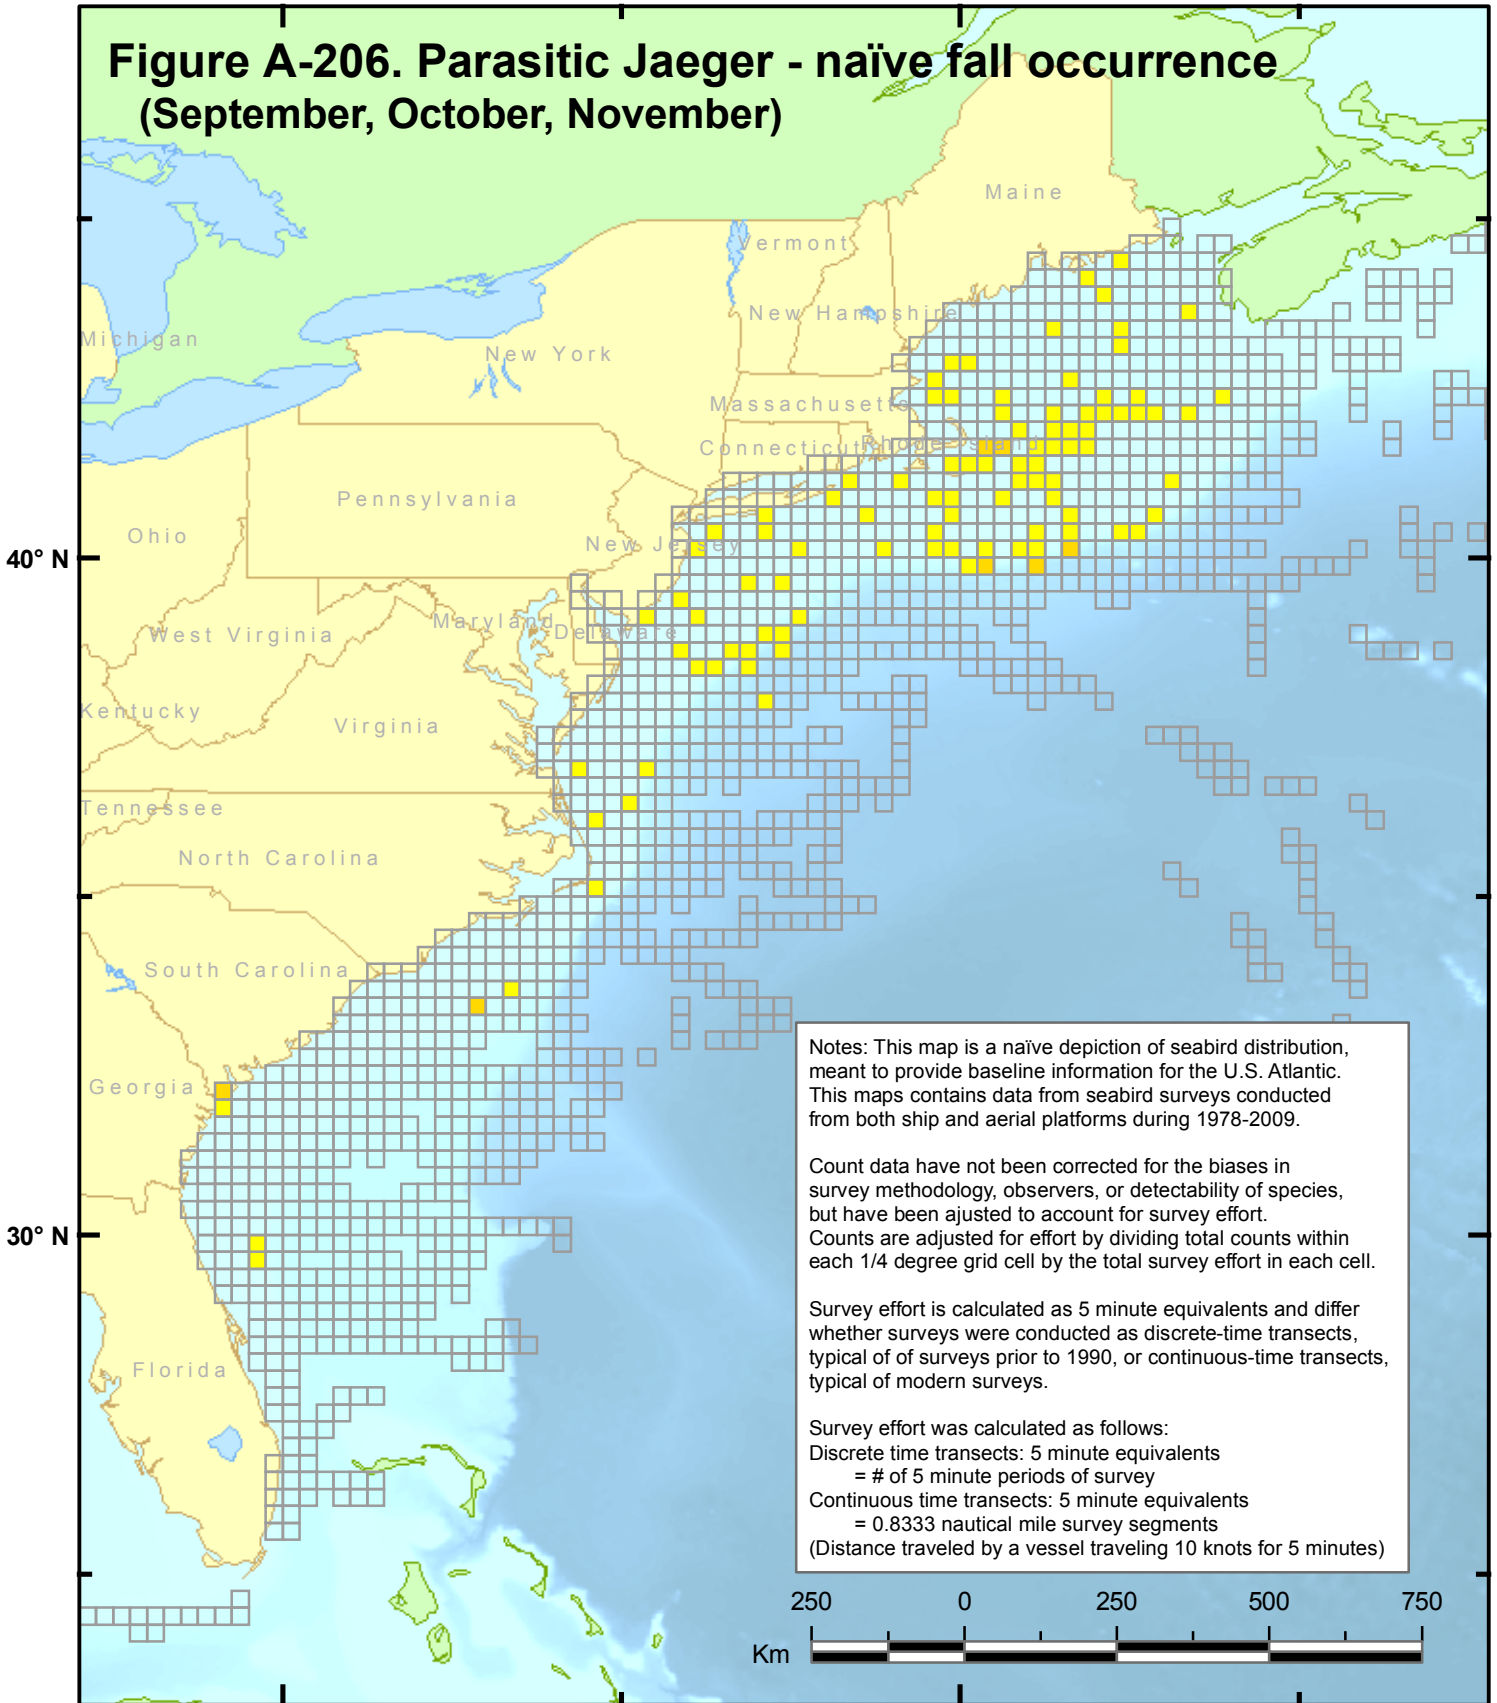 Figure A-206. Parasitic Jaeger - naïve fall occurrence
(September, October, November)
Maine
Vermont
New Hampshire
Michigan
New York
Massachusetts
Connecticut
Rhode Island
Pennsylvania
Ohio
New Jersey
40° N
West Virginia
Maryland
Delaware
Kentucky
Virginia
Tennessee
North Carolina
South Carolina
Georgia
30° N
Florida
Notes: This map is a naïve depiction of seabird distribution,
meant to provide baseline information for the U.S. Atlantic.
This maps contains data from seabird surveys conducted
from both ship and aerial platforms during 1978-2009.
Count data have not been corrected for the biases in
survey methodology, observers, or detectability of species,
but have been ajusted to account for survey effort.
Counts are adjusted for effort by dividing total counts within
each 1/4 degree grid cell by the total survey effort in each cell.
Survey effort is calculated as 5 minute equivalents and differ
whether surveys were conducted as discrete-time transects,
typical of of surveys prior to 1990, or continuous-time transects,
typical of modern surveys.
Survey effort was calculated as follows:
Discrete time transects: 5 minute equivalents
= # of 5 minute periods of survey
Continuous time transects: 5 minute equivalents
= 0.8333 nautical mile survey segments
(Distance traveled by a vessel traveling 10 knots for 5 minutes)
250 0 250 500 750
Km